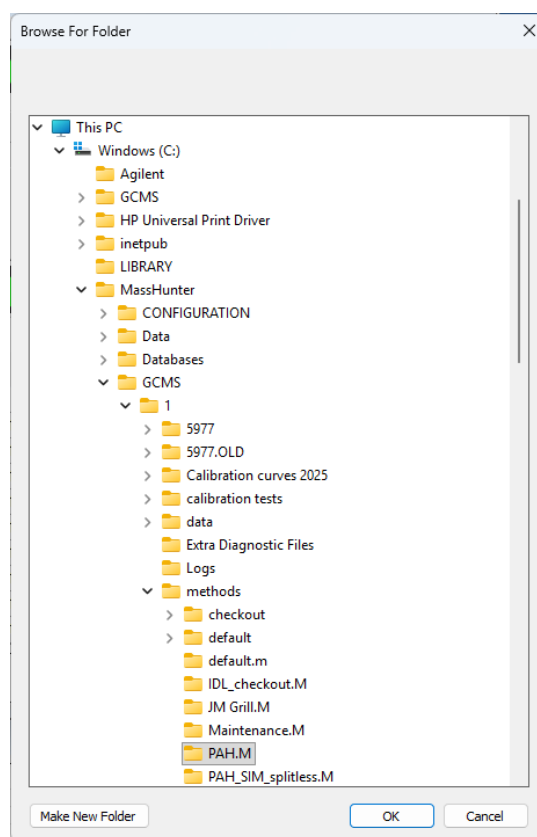 Browse For Folder
This PC
Windows (C:)
Agilent
GCMS
HP Universal Print Driver
inetpub
LIBRARY
MassHunter
CONFIGURATION
Data
Databases
GCMS
1
5977
5977.OLD
Calibration curves 2025
calibration tests
data
Extra Diagnostic Files
Logs
methods
checkout
default
default.m
IDL_checkout.M
JM Grill.M
Maintenance.M
PAH.M
PAH_SIM_splitless.M
Make New Folder OK Cancel